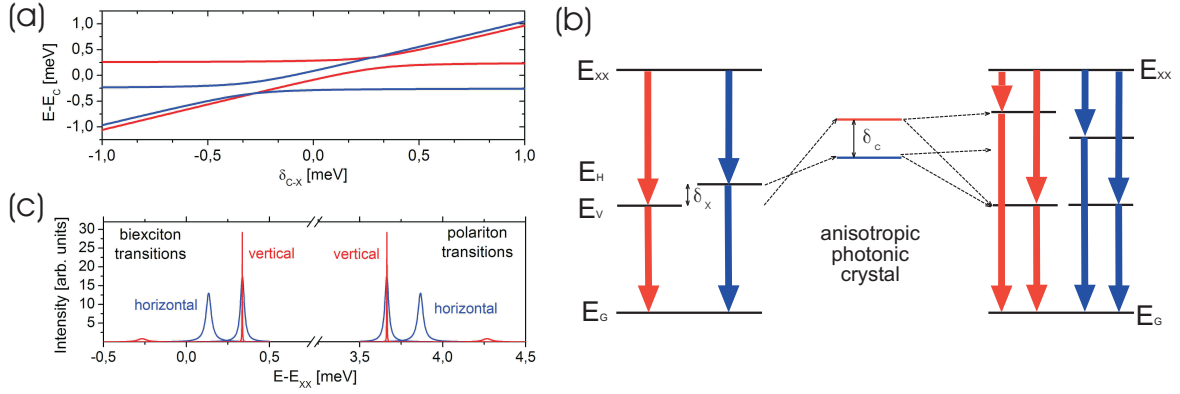 (a)
1,0
0,5
0,0
-0,5
-1,0
E-E_C [meV]
-1,0 -0,5 0,0 0,5 1,0
δ_C-X [meV]
(b)
E_XX
E_H
E_V
E_G
δ_X
δ_C
anisotropic
photonic
crystal
E_XX
E_G
(c)
30
25
20
15
10
5
Intensity [arb. units]
biexciton
transitions
vertical
horizontal
vertical
polariton
transitions
horizontal
-0,5 0,0 0,5 3,5 4,0 4,5
E-E_XX [meV]